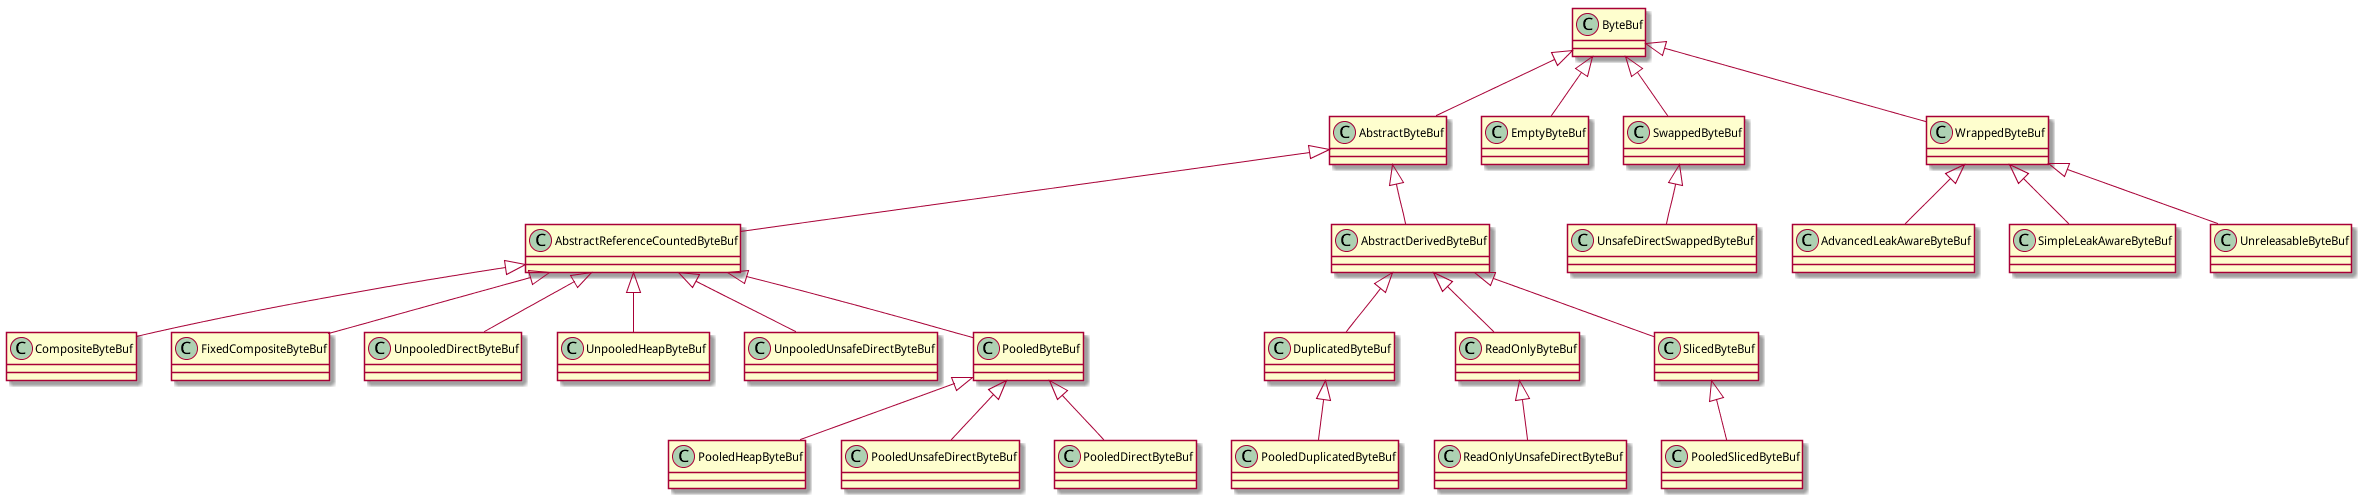 C ByteBuf
C AbstractByteBuf
C EmptyByteBuf
C SwappedByteBuf
C WrappedByteBuf
C AbstractReferenceCountedByteBuf
C AbstractDerivedByteBuf
C UnsafeDirectSwappedByteBuf
C AdvancedLeakAwareByteBuf
C SimpleLeakAwareByteBuf
C UnreleasableByteBuf
C CompositeByteBuf
C FixedCompositeByteBuf
C UnpooledDirectByteBuf
C UnpooledHeapByteBuf
C UnpooledUnsafeDirectByteBuf
C PooledByteBuf
C DuplicatedByteBuf
C ReadOnlyByteBuf
C SlicedByteBuf
C PooledHeapByteBuf
C PooledUnsafeDirectByteBuf
C PooledDirectByteBuf
C PooledDuplicatedByteBuf
C ReadOnlyUnsafeDirectByteBuf
C PooledSlicedByteBuf